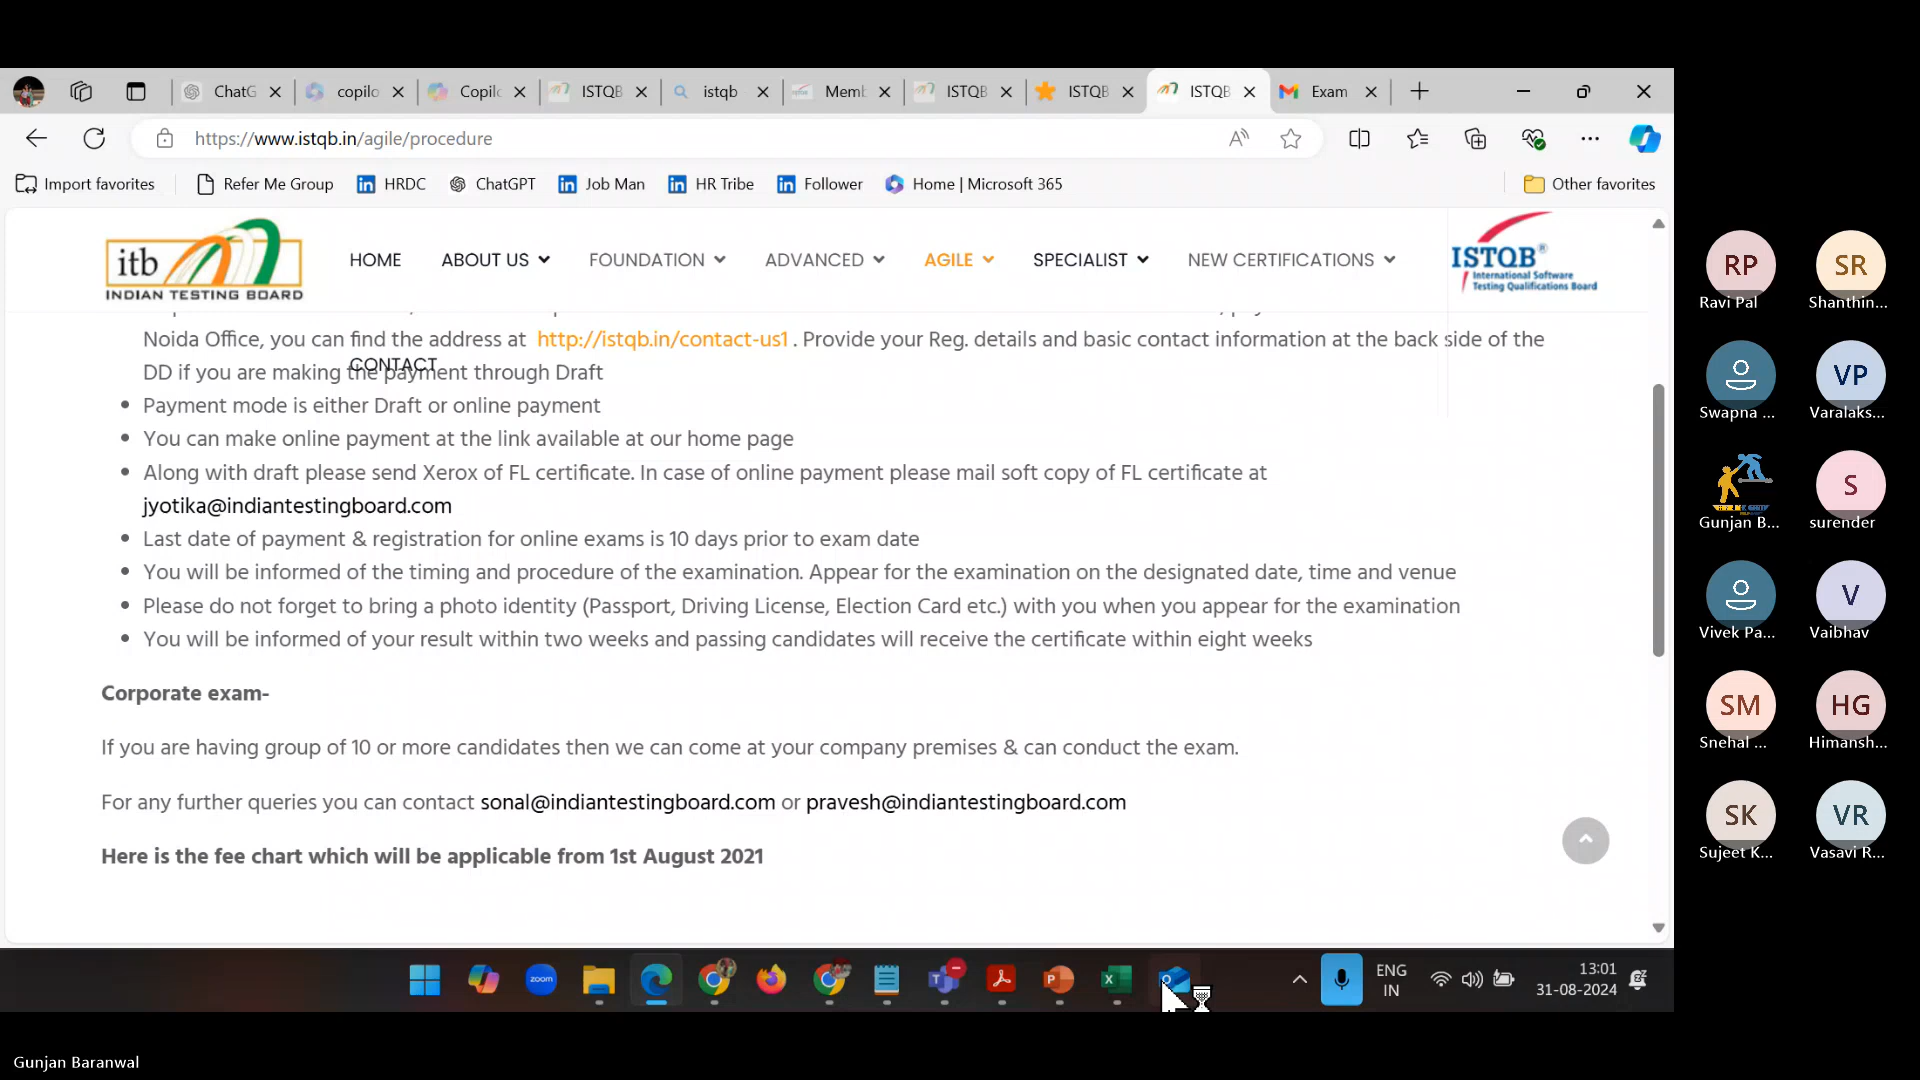 ChatG
copilo
Copilc
ISTQB
istqb
Memb
ISTQB
ISTQB
ISTQB
Exam
https://www.istqb.in/agile/procedure
Import favorites
Refer Me Group
HRDC
ChatGPT
Job Man
HR Tribe
Follower
Home | Microsoft 365
Other favorites
itb
INDIAN TESTING BOARD
HOME
ABOUT US
FOUNDATION
ADVANCED
AGILE
SPECIALIST
NEW CERTIFICATIONS
CONTACT
ISTQB®
International Software
Testing Qualifications Board
Noida Office, you can find the address at http://istqb.in/contact-us1 . Provide your Reg. details and basic contact information at the back side of the
DD if you are making the payment through Draft
Payment mode is either Draft or online payment
You can make online payment at the link available at our home page
Along with draft please send Xerox of FL certificate. In case of online payment please mail soft copy of FL certificate at
jyotika@indiantestingboard.com
Last date of payment & registration for online exams is 10 days prior to exam date
You will be informed of the timing and procedure of the examination. Appear for the examination on the designated date, time and venue
Please do not forget to bring a photo identity (Passport, Driving License, Election Card etc.) with you when you appear for the examination
You will be informed of your result within two weeks and passing candidates will receive the certificate within eight weeks
Corporate exam-
If you are having group of 10 or more candidates then we can come at your company premises & can conduct the exam.
For any further queries you can contact sonal@indiantestingboard.com or pravesh@indiantestingboard.com
Here is the fee chart which will be applicable from 1st August 2021
zoom
ENG
IN
13:01
31-08-2024
RP
Ravi Pal
SR
Shanthin...
Swapna ...
VP
Varalaks...
Gunjan B...
S
surender
Vivek Pa...
V
Vaibhav
SM
Snehal ...
HG
Himansh...
SK
Sujeet K...
VR
Vasavi R...
Gunjan Baranwal